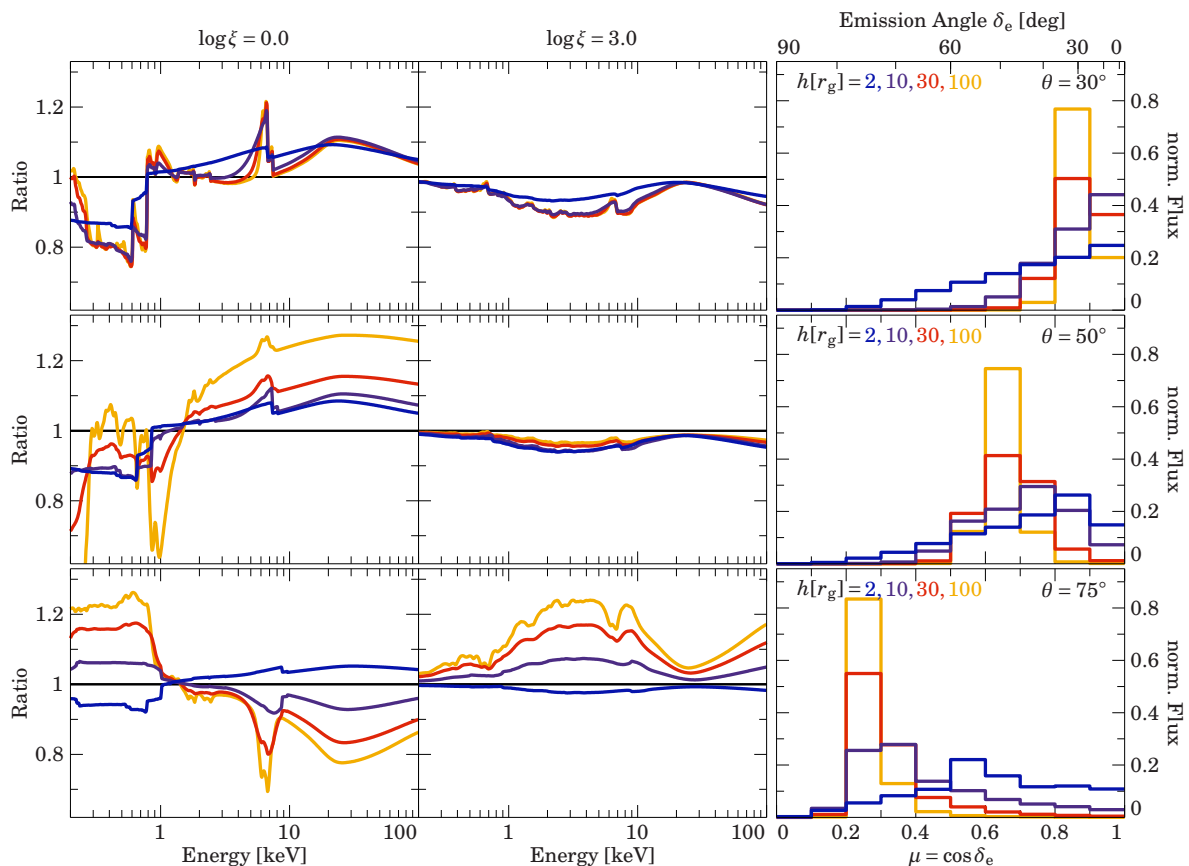 Emission Angle δe [deg]
log ξ = 0.0
log ξ = 3.0
90 60 30 0
h[rg] = 2, 10, 30, 100
θ = 30°
1.2
1
0.8
Ratio
0.8
0.6
0.4
0.2
0
norm. Flux
h[rg] = 2, 10, 30, 100
θ = 50°
1.2
1
0.8
Ratio
0.8
0.6
0.4
0.2
0
norm. Flux
h[rg] = 2, 10, 30, 100
θ = 75°
1.2
1
0.8
Ratio
0.8
0.6
0.4
0.2
0
norm. Flux
1 10 100
1 10 100
0 0.2 0.4 0.6 0.8 1
Energy [keV]
Energy [keV]
μ = cos δe